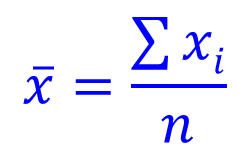 x̄ = ∑ xᵢ / n